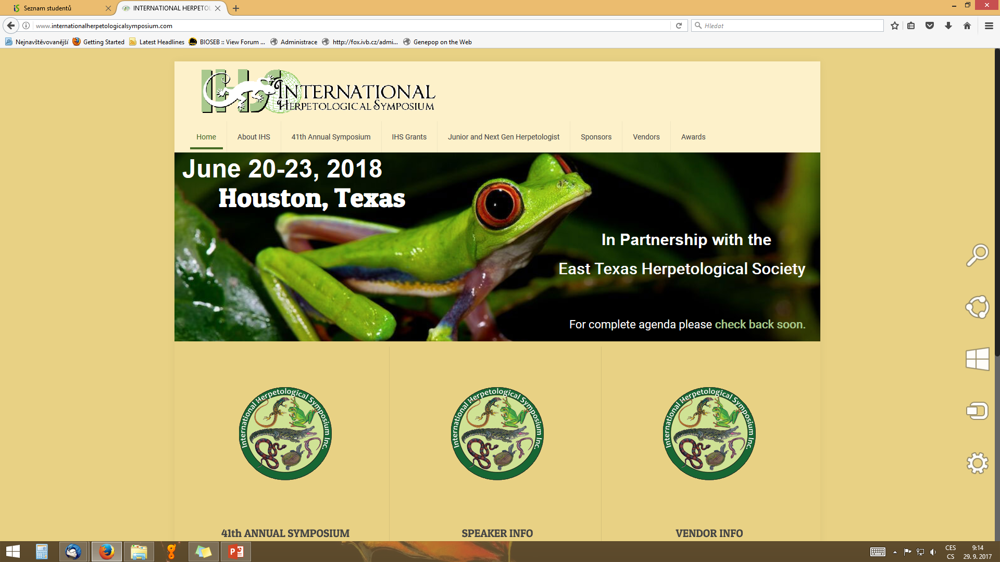 Seznam studentů
INTERNATIONAL HERPETOL
www.internationalherpetologicalsymposium.com
Hledat
Nejnavštěvovanější
Getting Started
Latest Headlines
BIOSEB :: View Forum ...
Administrace
http://fox.ivb.cz/admi...
Genepop on the Web
IHS
INTERNATIONAL
HERPETOLOGICAL SYMPOSIUM
Home
About IHS
41th Annual Symposium
IHS Grants
Junior and Next Gen Herpetologist
Sponsors
Vendors
Awards
June 20-23, 2018
Houston, Texas
In Partnership with the
East Texas Herpetological Society
For complete agenda please check back soon.
International Herpetological Symposium Inc.
International Herpetological Symposium Inc.
International Herpetological Symposium Inc.
41th ANNUAL SYMPOSIUM
SPEAKER INFO
VENDOR INFO
CES
CS
9:14
29. 9. 2017